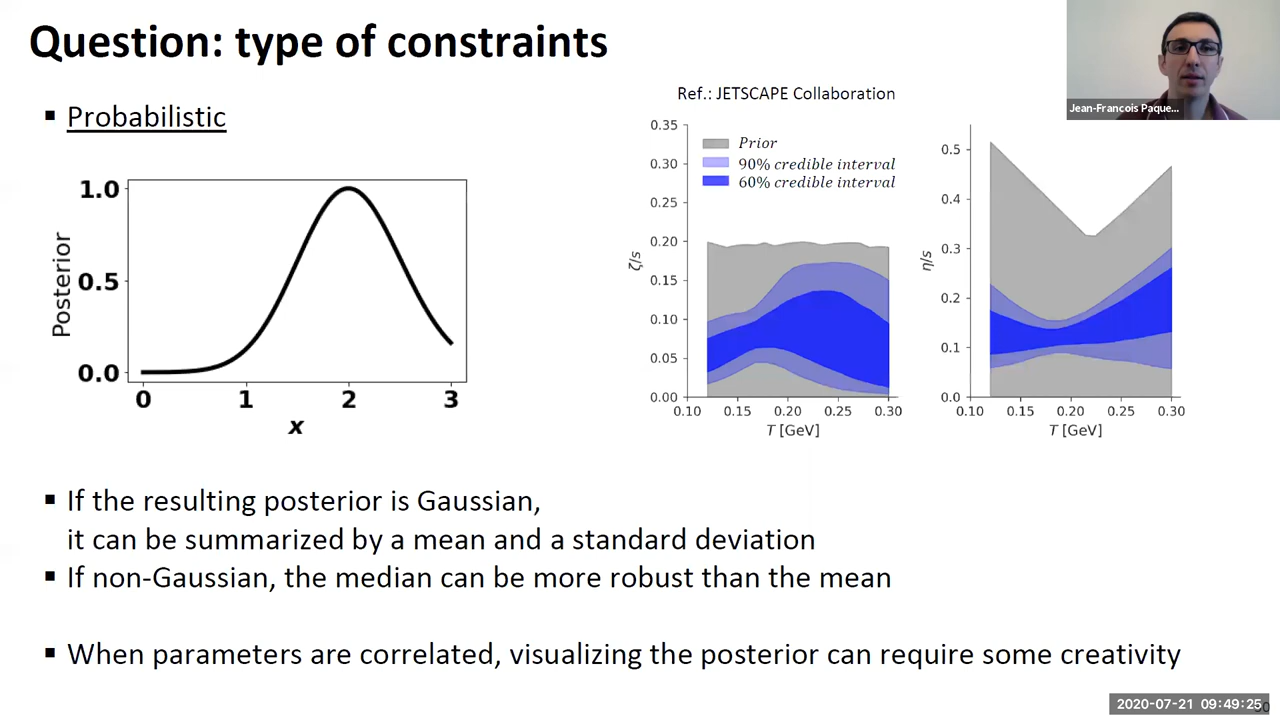 Question: type of constraints
▪ Probabilistic
Posterior
1.0
0.5
0.0
0 1 2 3
x
Ref.: JETSCAPE Collaboration
Prior
90% credible interval
60% credible interval
ζ/s
0.35
0.30
0.25
0.20
0.15
0.10
0.05
0.00
0.10 0.15 0.20 0.25 0.30
T [GeV]
η/s
0.5
0.4
0.3
0.2
0.1
0.0
0.10 0.15 0.20 0.25 0.30
T [GeV]
Jean-Francois Paque...
▪ If the resulting posterior is Gaussian,
it can be summarized by a mean and a standard deviation
▪ If non-Gaussian, the median can be more robust than the mean
▪ When parameters are correlated, visualizing the posterior can require some creativity
2020-07-21 09:49:25